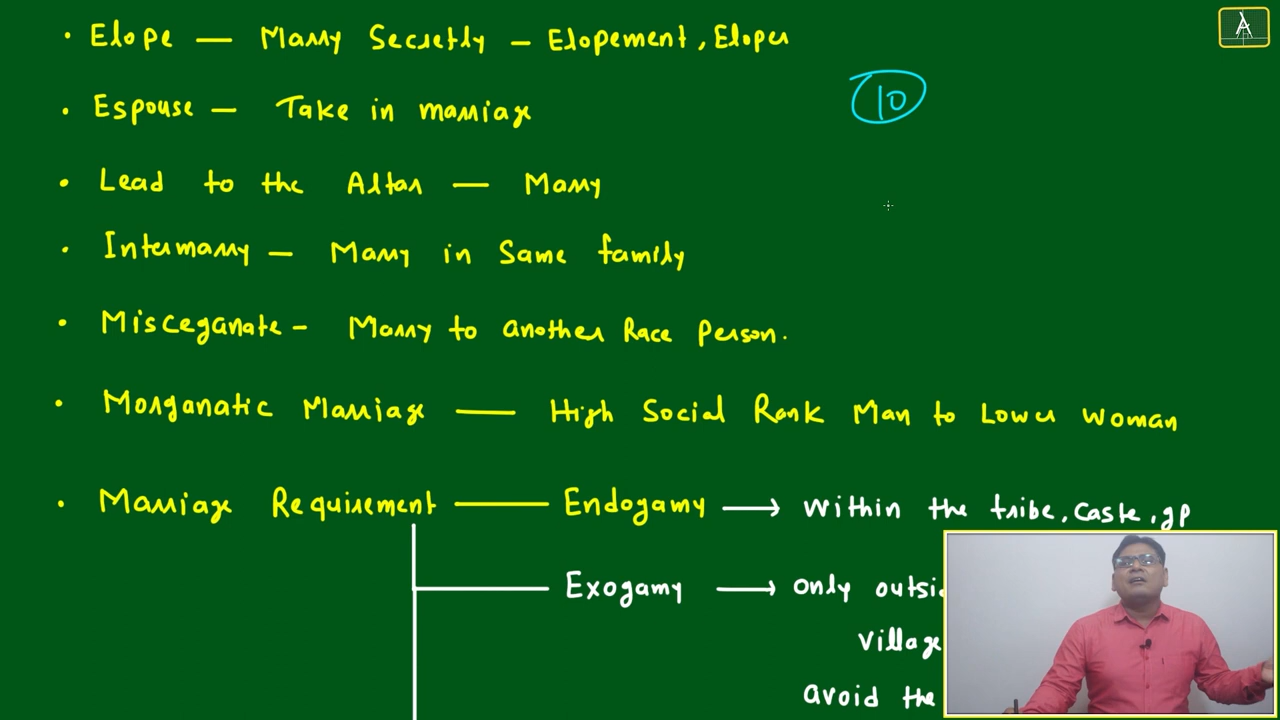 • Elope — Marry Secretly – Elopement, Eloper
10
• Espouse — Take in marriage
• Lead to the Altar — Marry
• Intermarry — Marry in Same family
• Misceganate - Marry to another Race Person.
• Morganatic Marriage — High Social Rank Man to Lower Woman
• Marriage Requirement — Endogamy → within the tribe, caste, gp
Exogamy → only outsi
village
avoid the